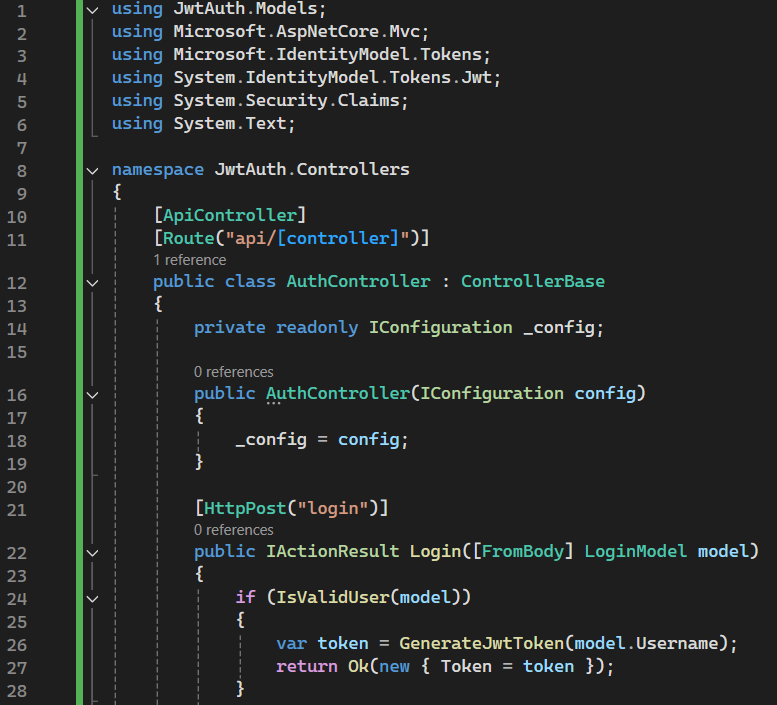 1 using JwtAuth.Models;
2 using Microsoft.AspNetCore.Mvc;
3 using Microsoft.IdentityModel.Tokens;
4 using System.IdentityModel.Tokens.Jwt;
5 using System.Security.Claims;
6 using System.Text;
7
8 namespace JwtAuth.Controllers
9 {
10 [ApiController]
11 [Route("api/[controller]")]
1 reference
12 public class AuthController : ControllerBase
13 {
14 private readonly IConfiguration _config;
15
0 references
16 public AuthController(IConfiguration config)
17 {
18 _config = config;
19 }
20
21 [HttpPost("login")]
0 references
22 public IActionResult Login([FromBody] LoginModel model)
23 {
24 if (IsValidUser(model))
25 {
26 var token = GenerateJwtToken(model.Username);
27 return Ok(new { Token = token });
28 }